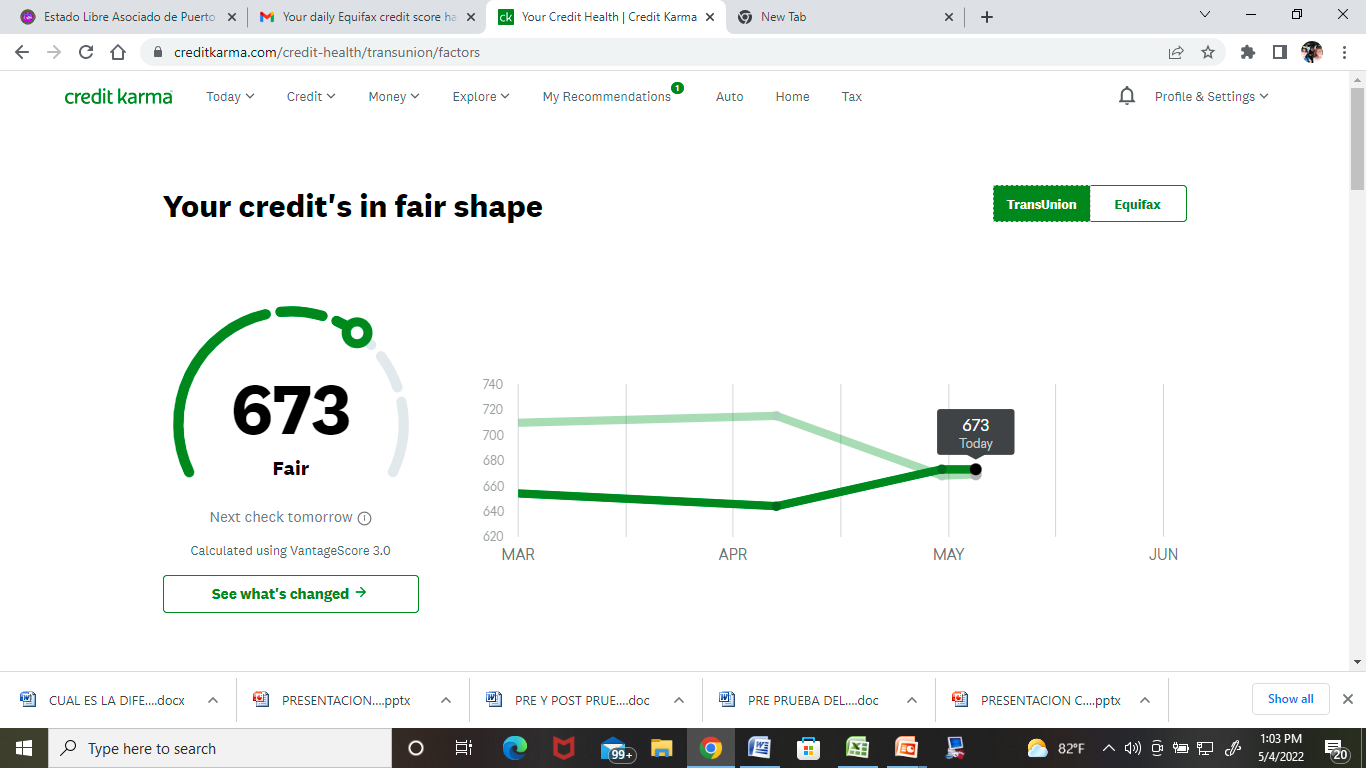 Estado Libre Asociado de Puerto
Your daily Equifax credit score ha
ck Your Credit Health | Credit Karma
New Tab
creditkarma.com/credit-health/transunion/factors
credit karma Today Credit Money Explore My Recommendations 1 Auto Home Tax Profile & Settings
Your credit's in fair shape
TransUnion Equifax
673
Fair
Next check tomorrow
Calculated using VantageScore 3.0
See what's changed →
740
720
700
680
660
640
620
673
Today
MAR APR MAY JUN
CUAL ES LA DIFE....docx PRESENTACION....pptx PRE Y POST PRUE....doc PRE PRUEBA DEL....doc PRESENTACION C....pptx Show all
Type here to search
99+
82°F
1:03 PM
5/4/2022
20